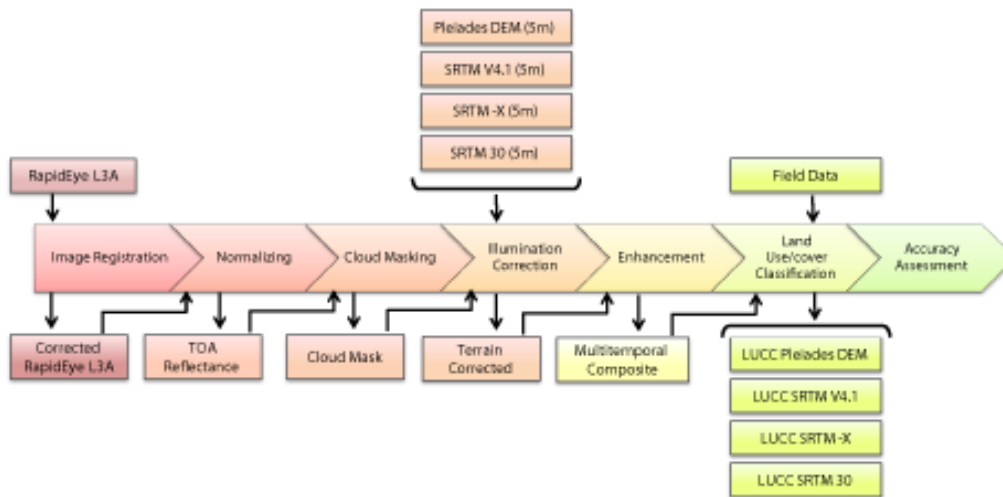 Pleiades DEM (5m)
SRTM V4.1 (5m)
SRTM -X (5m)
SRTM 30 (5m)
RapidEye L3A
Field Data
Image Registration
Normalizing
Cloud Masking
Illumination
Correction
Enhancement
Land
Use/cover
Classification
Accuracy
Assessment
Corrected
RapidEye L3A
TOA
Reflectance
Cloud Mask
Terrain
Corrected
Multitemporal
Composite
LUCC Pleiades DEM
LUCC SRTM V4.1
LUCC SRTM -X
LUCC SRTM 30